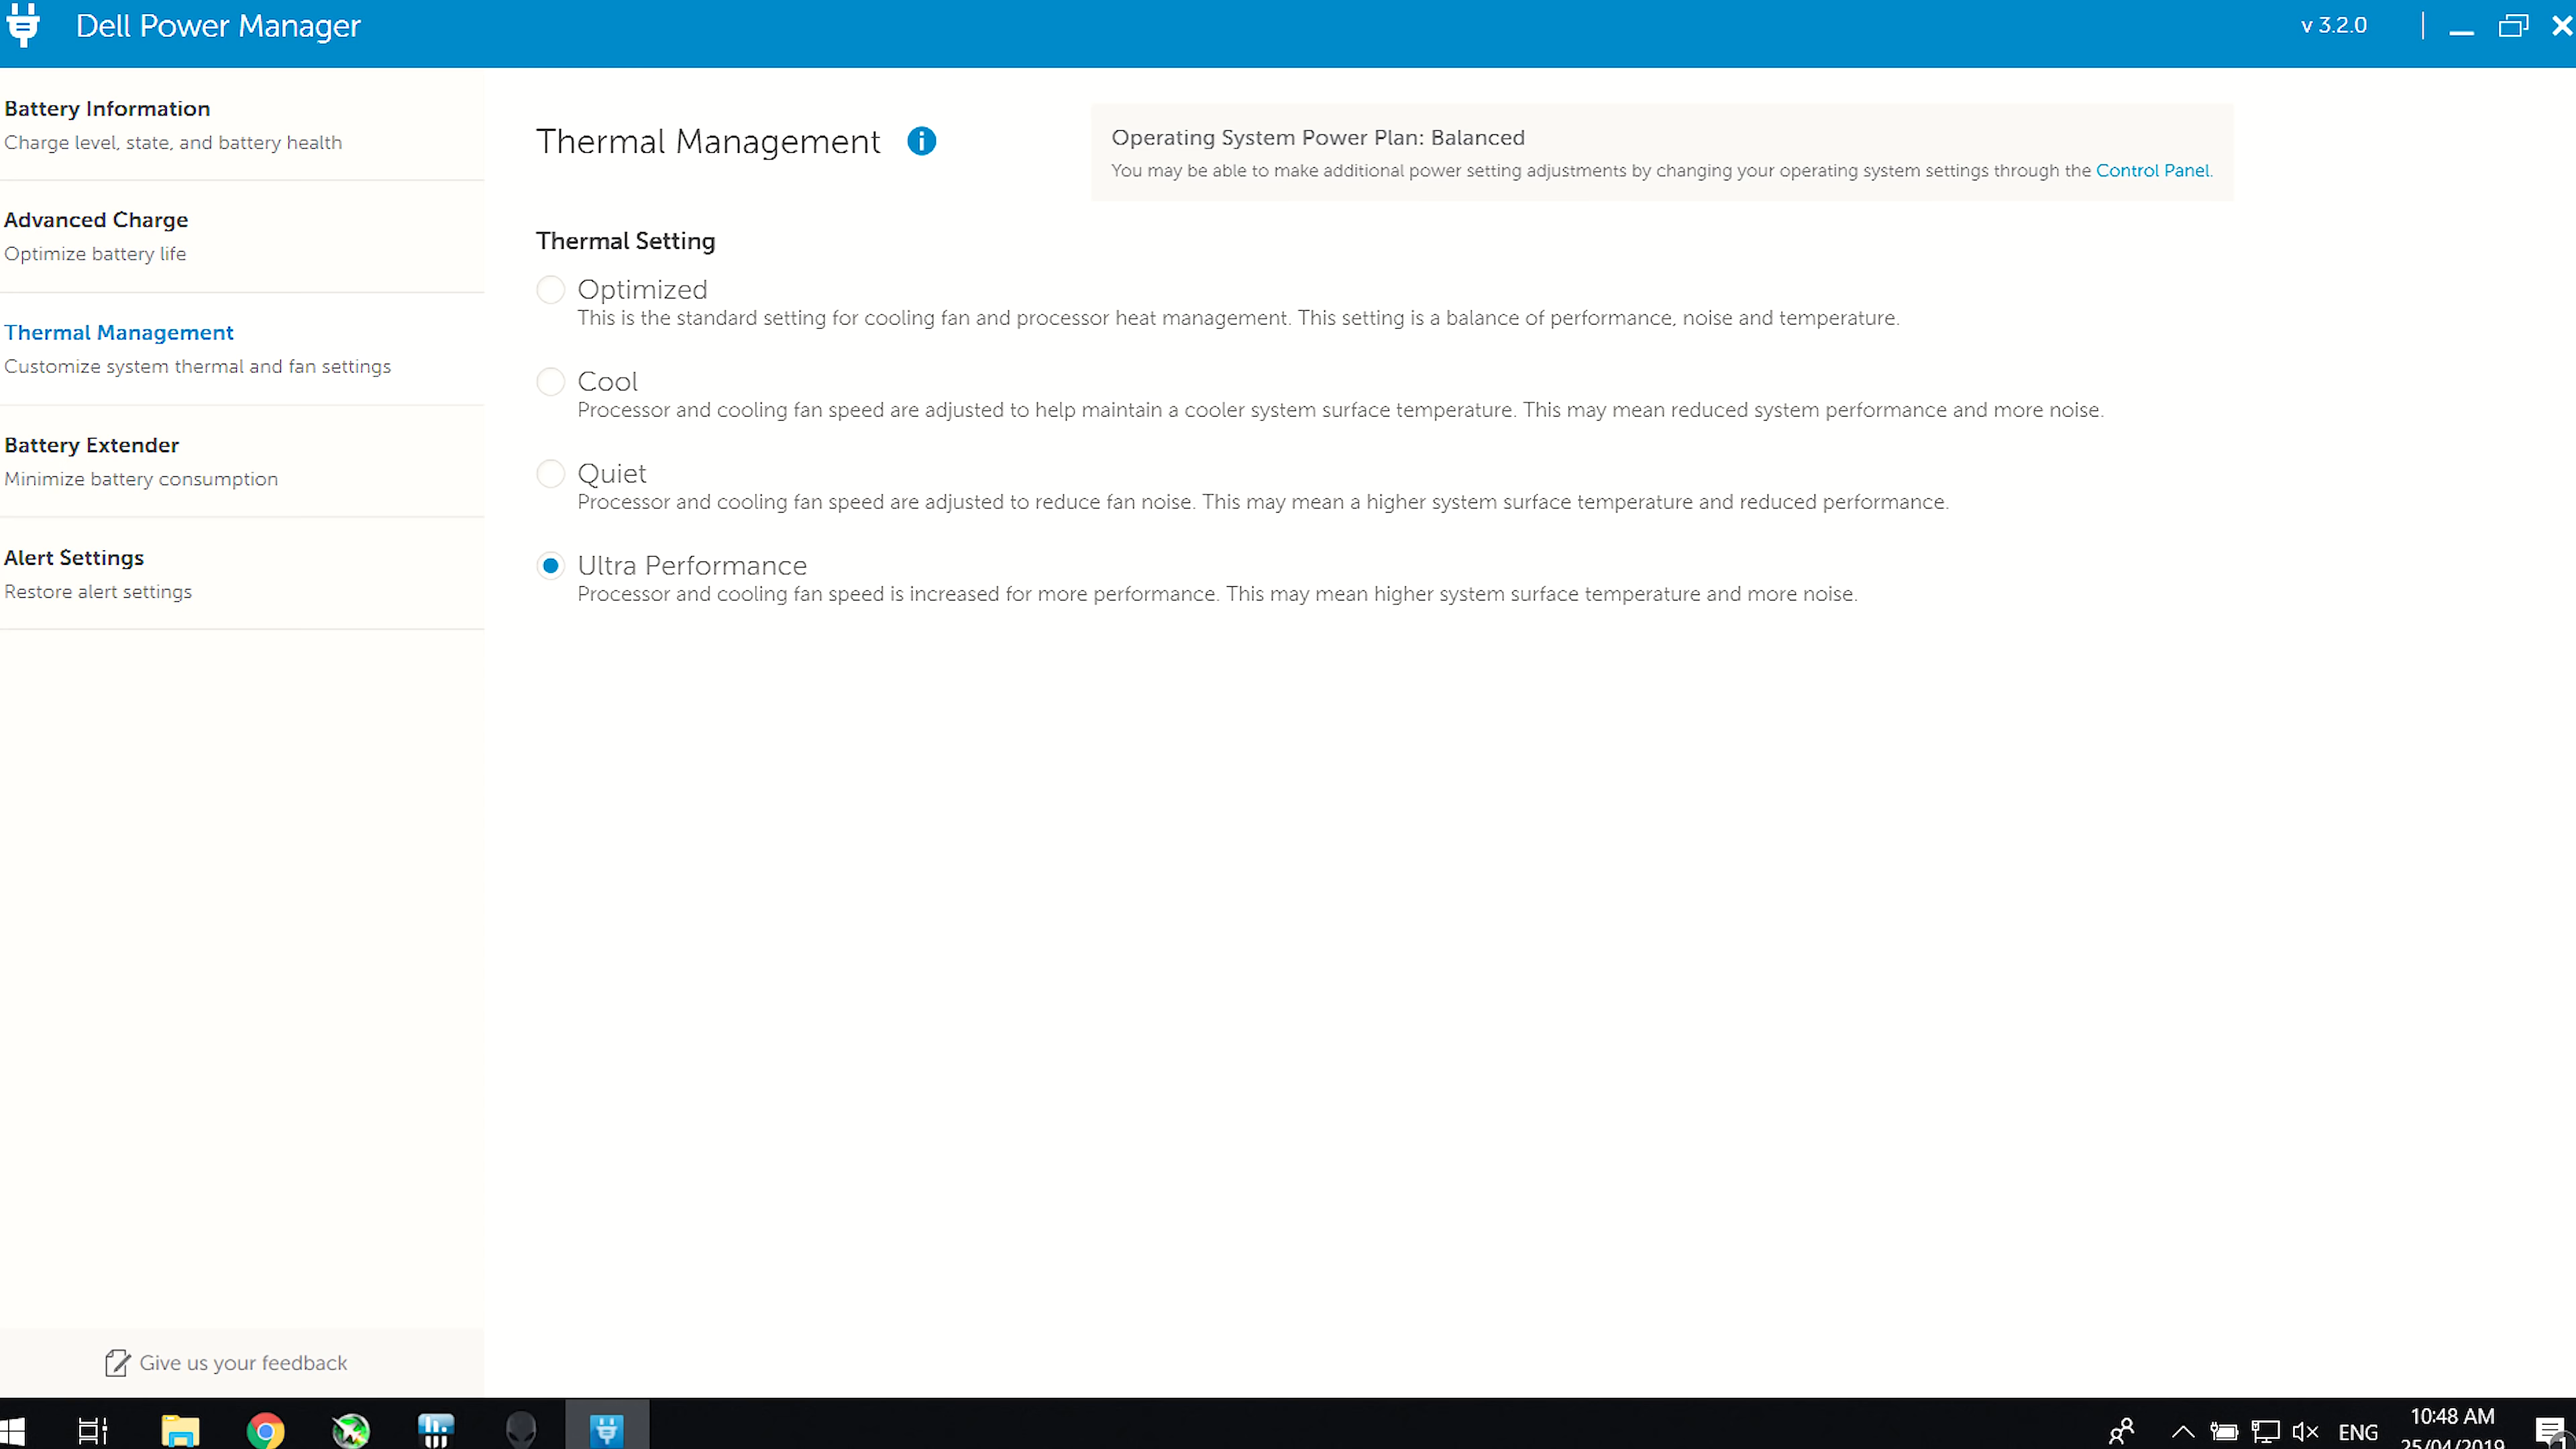 Dell Power Manager
v 3.2.0
Battery Information
Charge level, state, and battery health
Advanced Charge
Optimize battery life
Thermal Management
Customize system thermal and fan settings
Battery Extender
Minimize battery consumption
Alert Settings
Restore alert settings
Give us your feedback
Thermal Management
Operating System Power Plan: Balanced
You may be able to make additional power setting adjustments by changing your operating system settings through the Control Panel.
Thermal Setting
Optimized
This is the standard setting for cooling fan and processor heat management. This setting is a balance of performance, noise and temperature.
Cool
Processor and cooling fan speed are adjusted to help maintain a cooler system surface temperature. This may mean reduced system performance and more noise.
Quiet
Processor and cooling fan speed are adjusted to reduce fan noise. This may mean a higher system surface temperature and reduced performance.
Ultra Performance
Processor and cooling fan speed is increased for more performance. This may mean higher system surface temperature and more noise.
ENG
10:48 AM
25/04/2019